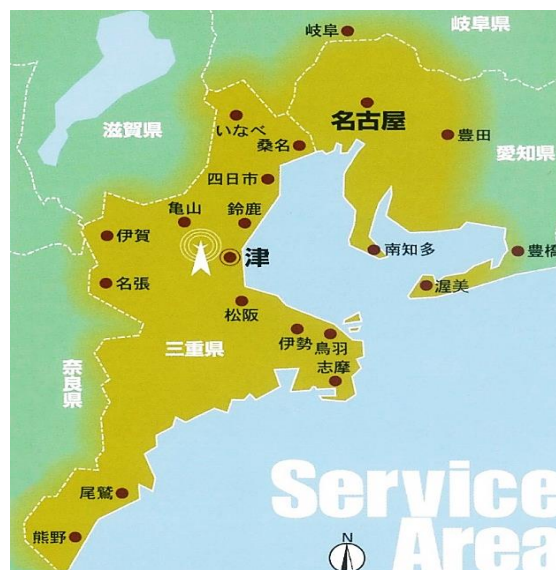 岐阜
岐阜県
いなべ
名古屋
滋賀県
桑名
豊田
愛知県
四日市
亀山
鈴鹿
伊賀
津
南知多
豊橋
名張
渥美
松阪
三重県
伊勢
鳥羽
志摩
奈良県
尾鷲
熊野
Service
Area
N